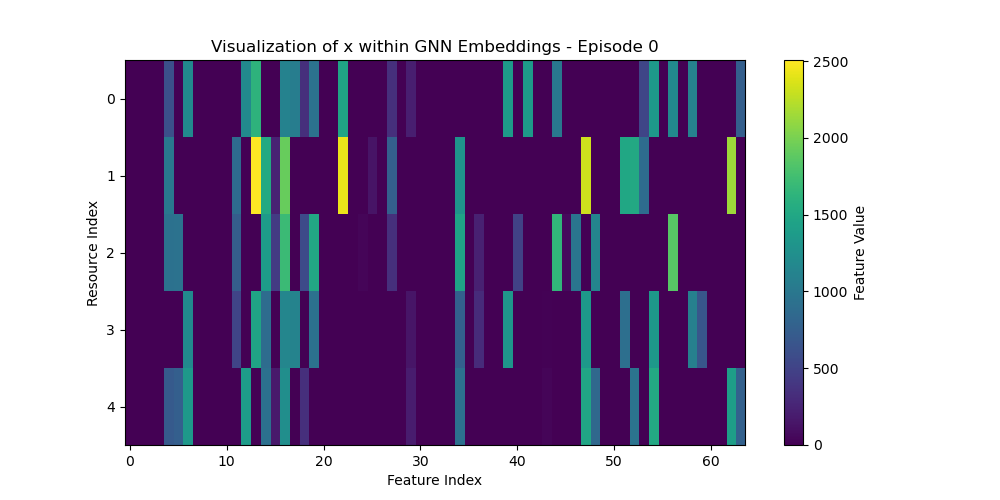 Visualization of x within GNN Embeddings - Episode 0
Resource Index
0
1
2
3
4
0 10 20 30 40 50 60
Feature Index
2500
2000
1500
1000
500
0
Feature Value